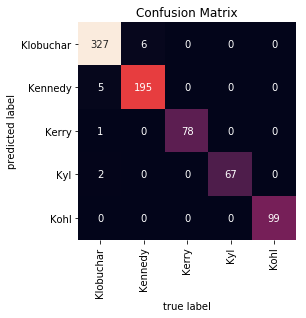 Confusion Matrix
Klobuchar 327 6 0 0 0
Kennedy 5 195 0 0 0
Kerry 1 0 78 0 0
Kyl 2 0 0 67 0
Kohl 0 0 0 0 99
predicted label
Klobuchar Kennedy Kerry Kyl Kohl
true label